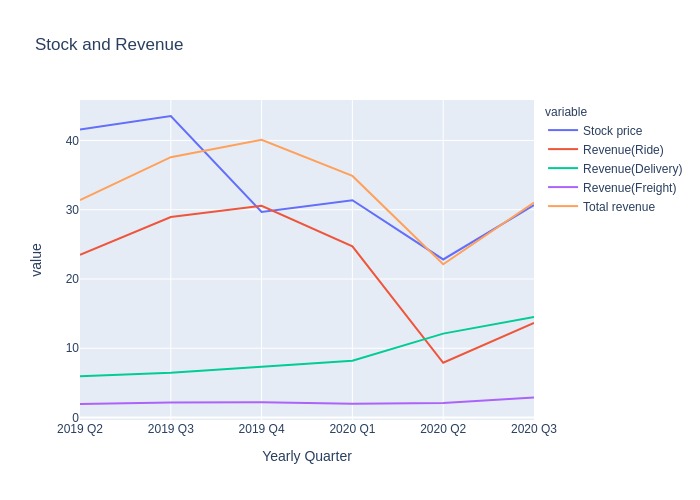 Stock and Revenue
variable
Stock price
Revenue(Ride)
Revenue(Delivery)
Revenue(Freight)
Total revenue
value
40
30
20
10
0
2019 Q2
2019 Q3
2019 Q4
2020 Q1
2020 Q2
2020 Q3
Yearly Quarter